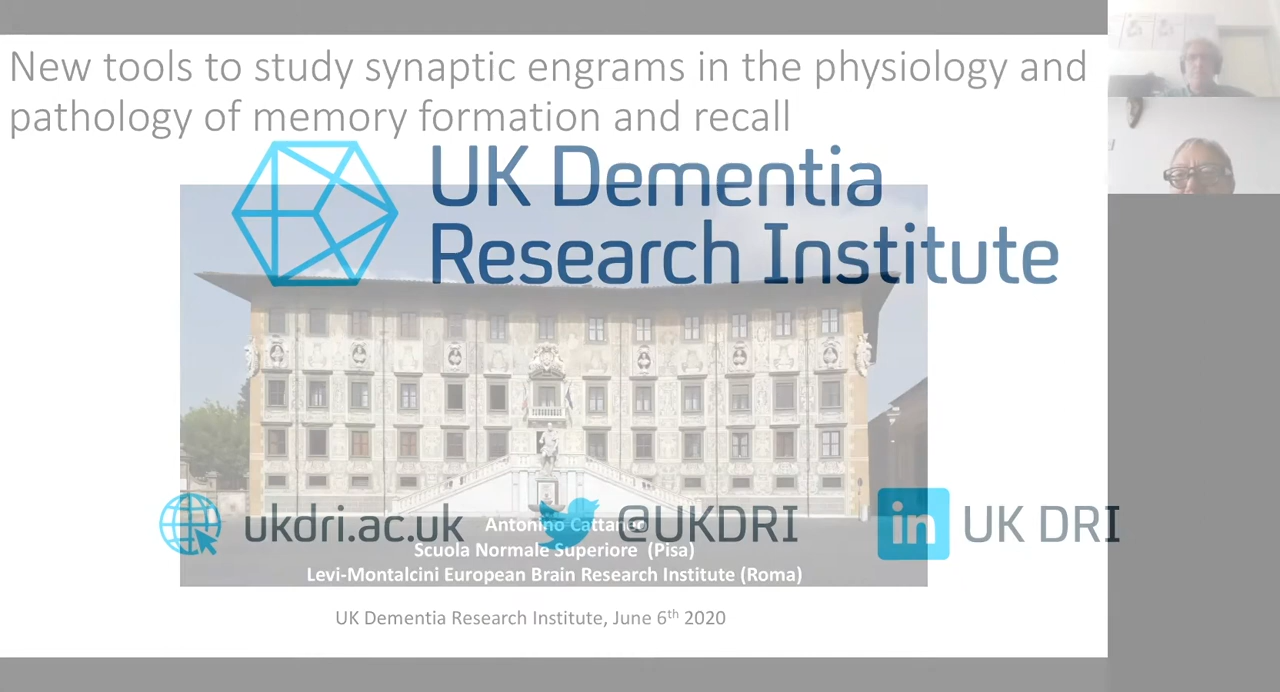 New tools to study synaptic engrams in the physiology and
pathology of memory formation and recall
UK Dementia
Research Institute
ukdri.ac.uk
@UKDRI
in UK DRI
Antonino Cattaneo
Scuola Normale Superiore (Pisa)
Levi-Montalcini European Brain Research Institute (Roma)
UK Dementia Research Institute, June 6th 2020